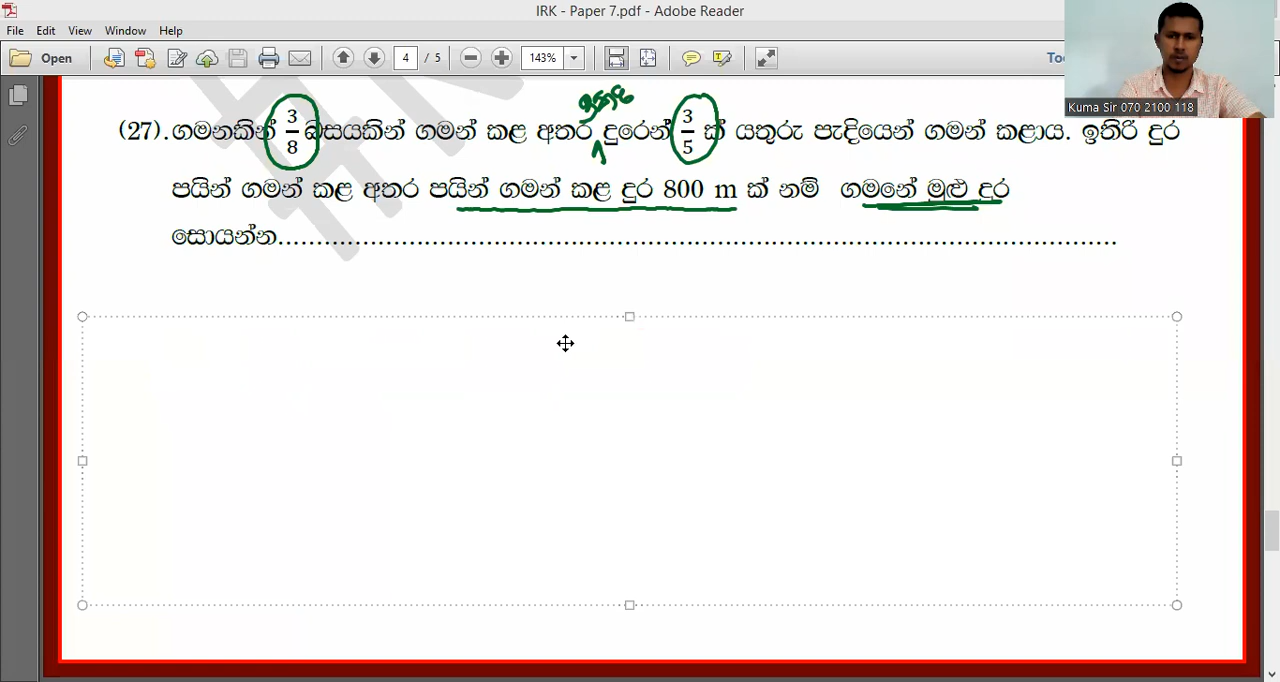 IRK - Paper 7.pdf - Adobe Reader
File Edit View Window Help
Open 4 / 5 143% Too
Kuma Sir 070 2100 118
(27). ගමනකින් 3/8 බසයකින් ගමන් කළ අතර දුරෙන් 3/5 ක් යතුරු පැදියෙන් ගමන් කළාය. ඉතිරි දුර
පයින් ගමන් කළ අතර පයින් ගමන් කළ දුර 800 m ක් නම් ගමනේ මුළු දුර
සොයන්න..........................................................................................